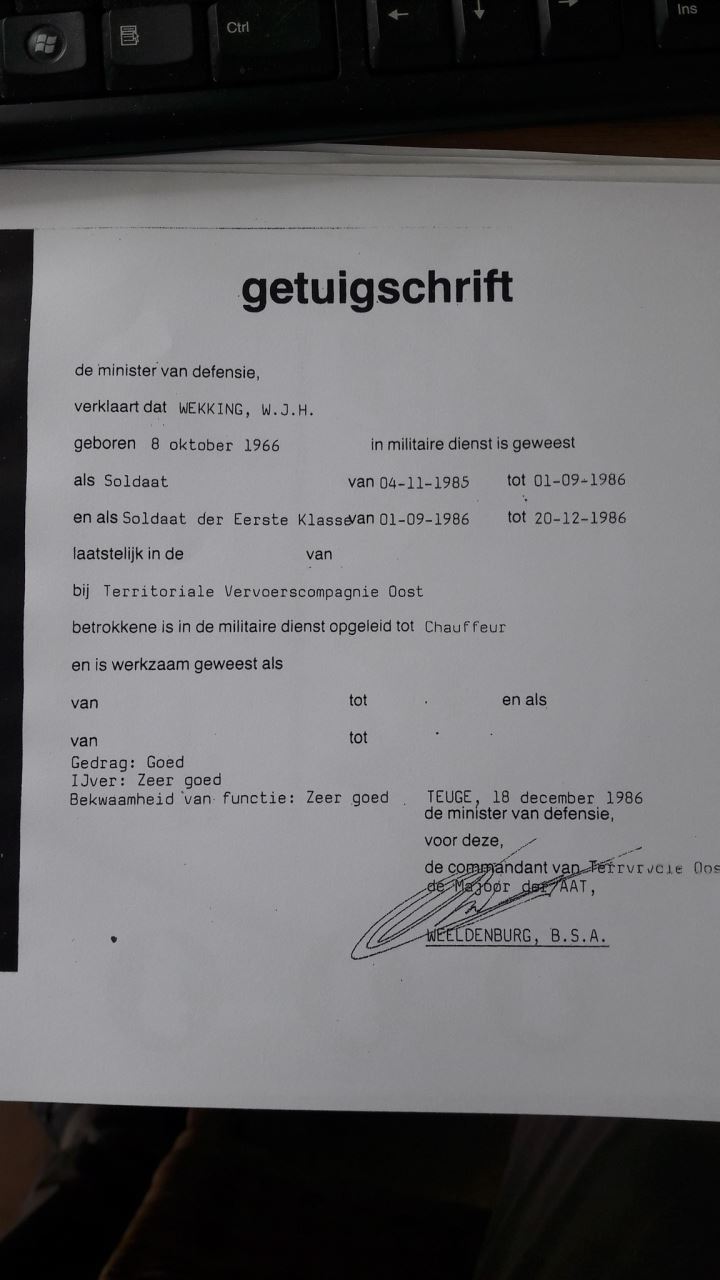 Ctrl
Ins
getuigschrift
de minister van defensie,
verklaart dat WEKKING, W.J.H.
geboren 8 oktober 1966 in militaire dienst is geweest
als Soldaat van 04-11-1985 tot 01-09-1986
en als Soldaat der Eerste Klasse van 01-09-1986 tot 20-12-1986
laatstelijk in de van
bij Territoriale Vervoerscompagnie Oost
betrokkene is in de militaire dienst opgeleid tot Chauffeur
en is werkzaam geweest als
van tot en als
van tot
Gedrag: Goed
IJver: Zeer goed
Bekwaamheid van functie: Zeer goed TEUGE, 18 december 1986
de minister van defensie,
voor deze,
de commandant van Oos
de Majoor der AAT,
WEELDENBURG, B.S.A.